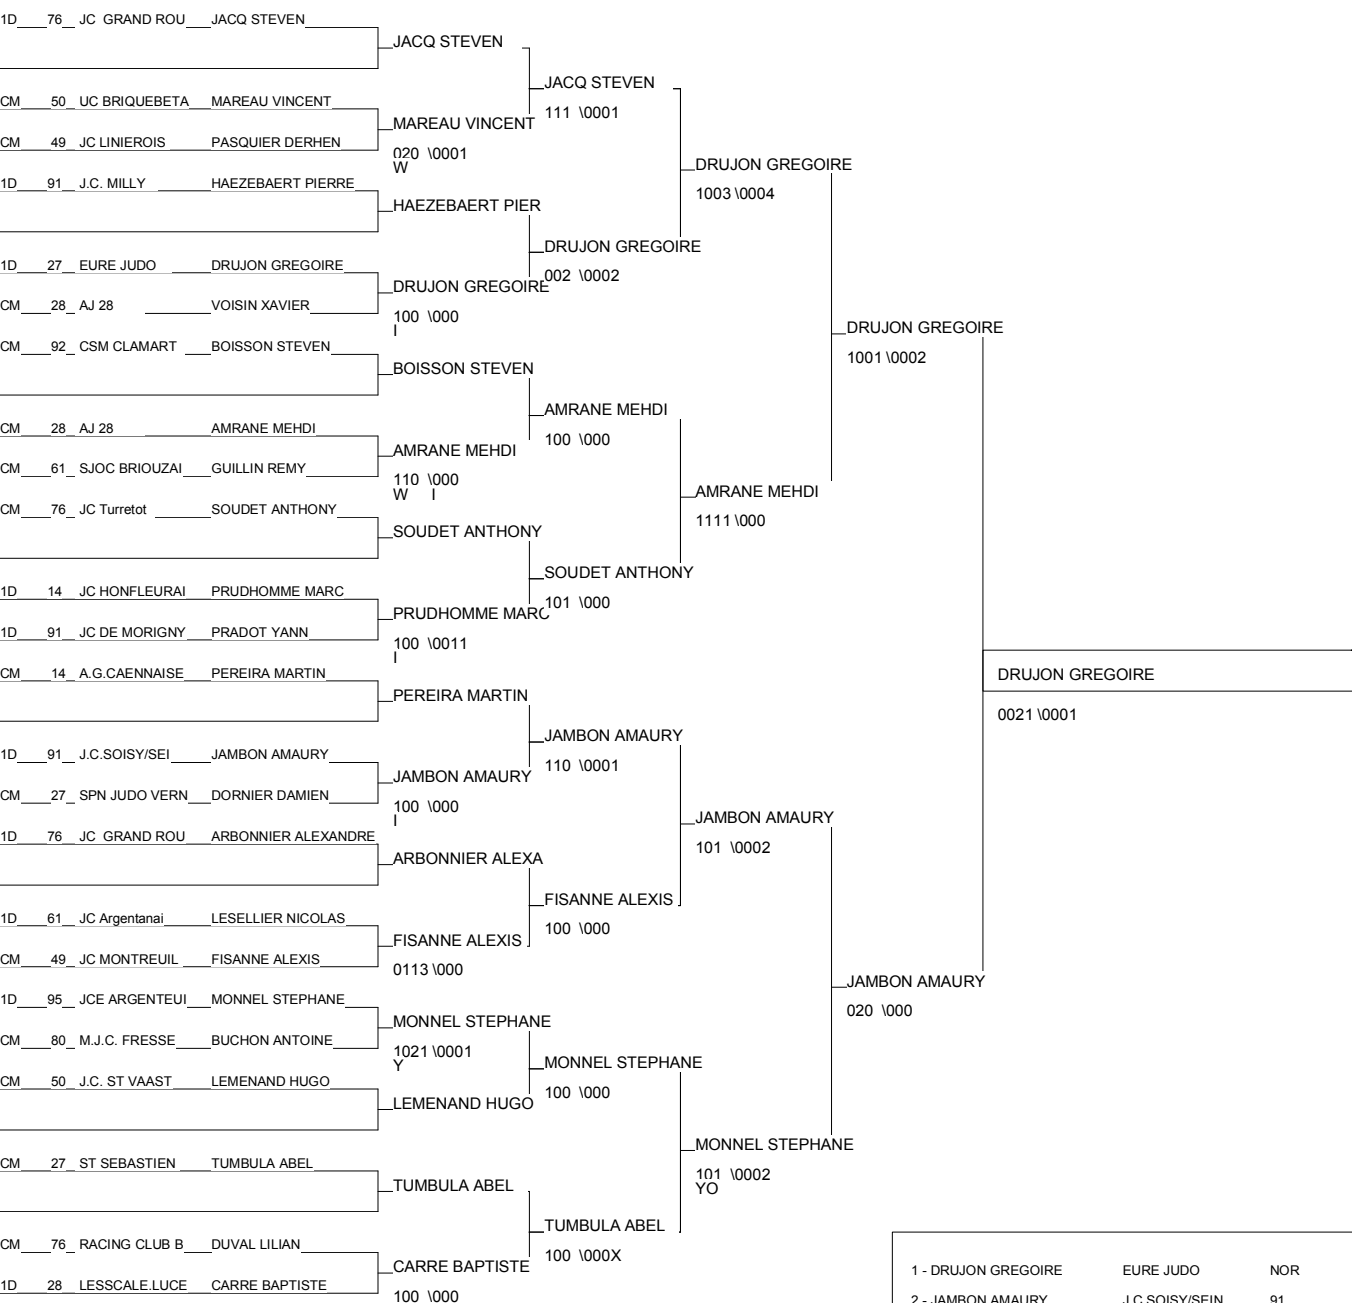 1D 76 JC GRAND ROU JACQ STEVEN
JACQ STEVEN
JACQ STEVEN
CM 50 UC BRIQUEBETA MAREAU VINCENT
111 \0001
MAREAU VINCENT
CM 49 JC LINIEROIS PASQUIER DERHEN
020 \0001
W
DRUJON GREGOIRE
1D 91 J.C. MILLY HAEZEBAERT PIERRE
1003 \0004
HAEZEBAERT PIER
DRUJON GREGOIRE
1D 27 EURE JUDO DRUJON GREGOIRE
002 \0002
DRUJON GREGOIRE
CM 28 AJ 28 VOISIN XAVIER
100 \000
I
DRUJON GREGOIRE
CM 92 CSM CLAMART BOISSON STEVEN
1001 \0002
BOISSON STEVEN
AMRANE MEHDI
CM 28 AJ 28 AMRANE MEHDI
100 \000
AMRANE MEHDI
CM 61 SJOC BRIOUZAI GUILLIN REMY
110 \000
W I
AMRANE MEHDI
CM 76 JC Turretot SOUDET ANTHONY
1111 \000
SOUDET ANTHONY
SOUDET ANTHONY
1D 14 JC HONFLEURAI PRUDHOMME MARC
101 \000
PRUDHOMME MARC
1D 91 JC DE MORIGNY PRADOT YANN
100 \0011
I
CM 14 A.G.CAENNAISE PEREIRA MARTIN
DRUJON GREGOIRE
PEREIRA MARTIN
0021 \0001
JAMBON AMAURY
1D 91 J.C.SOISY/SEI JAMBON AMAURY
110 \0001
JAMBON AMAURY
CM 27 SPN JUDO VERN DORNIER DAMIEN
100 \000
I
JAMBON AMAURY
1D 76 JC GRAND ROU ARBONNIER ALEXANDRE
101 \0002
ARBONNIER ALEXA
FISANNE ALEXIS
1D 61 JC Argentanai LESELLIER NICOLAS
100 \000
FISANNE ALEXIS
CM 49 JC MONTREUIL FISANNE ALEXIS
0113 \000
JAMBON AMAURY
1D 95 JCE ARGENTEUI MONNEL STEPHANE
020 \000
MONNEL STEPHANE
CM 80 M.J.C. FRESSE BUCHON ANTOINE
1021 \0001
Y
MONNEL STEPHANE
CM 50 J.C. ST VAAST LEMENAND HUGO
100 \000
LEMENAND HUGO
MONNEL STEPHANE
CM 27 ST SEBASTIEN TUMBULA ABEL
101 \0002
YO
TUMBULA ABEL
TUMBULA ABEL
CM 76 RACING CLUB B DUVAL LILIAN
100 \000X
CARRE BAPTISTE
1 - DRUJON GREGOIRE EURE JUDO NOR
1D 28 LESSCALE.LUCE CARRE BAPTISTE
100 \000
2 - JAMBON AMAURY J.C.SOISY/SEIN 91